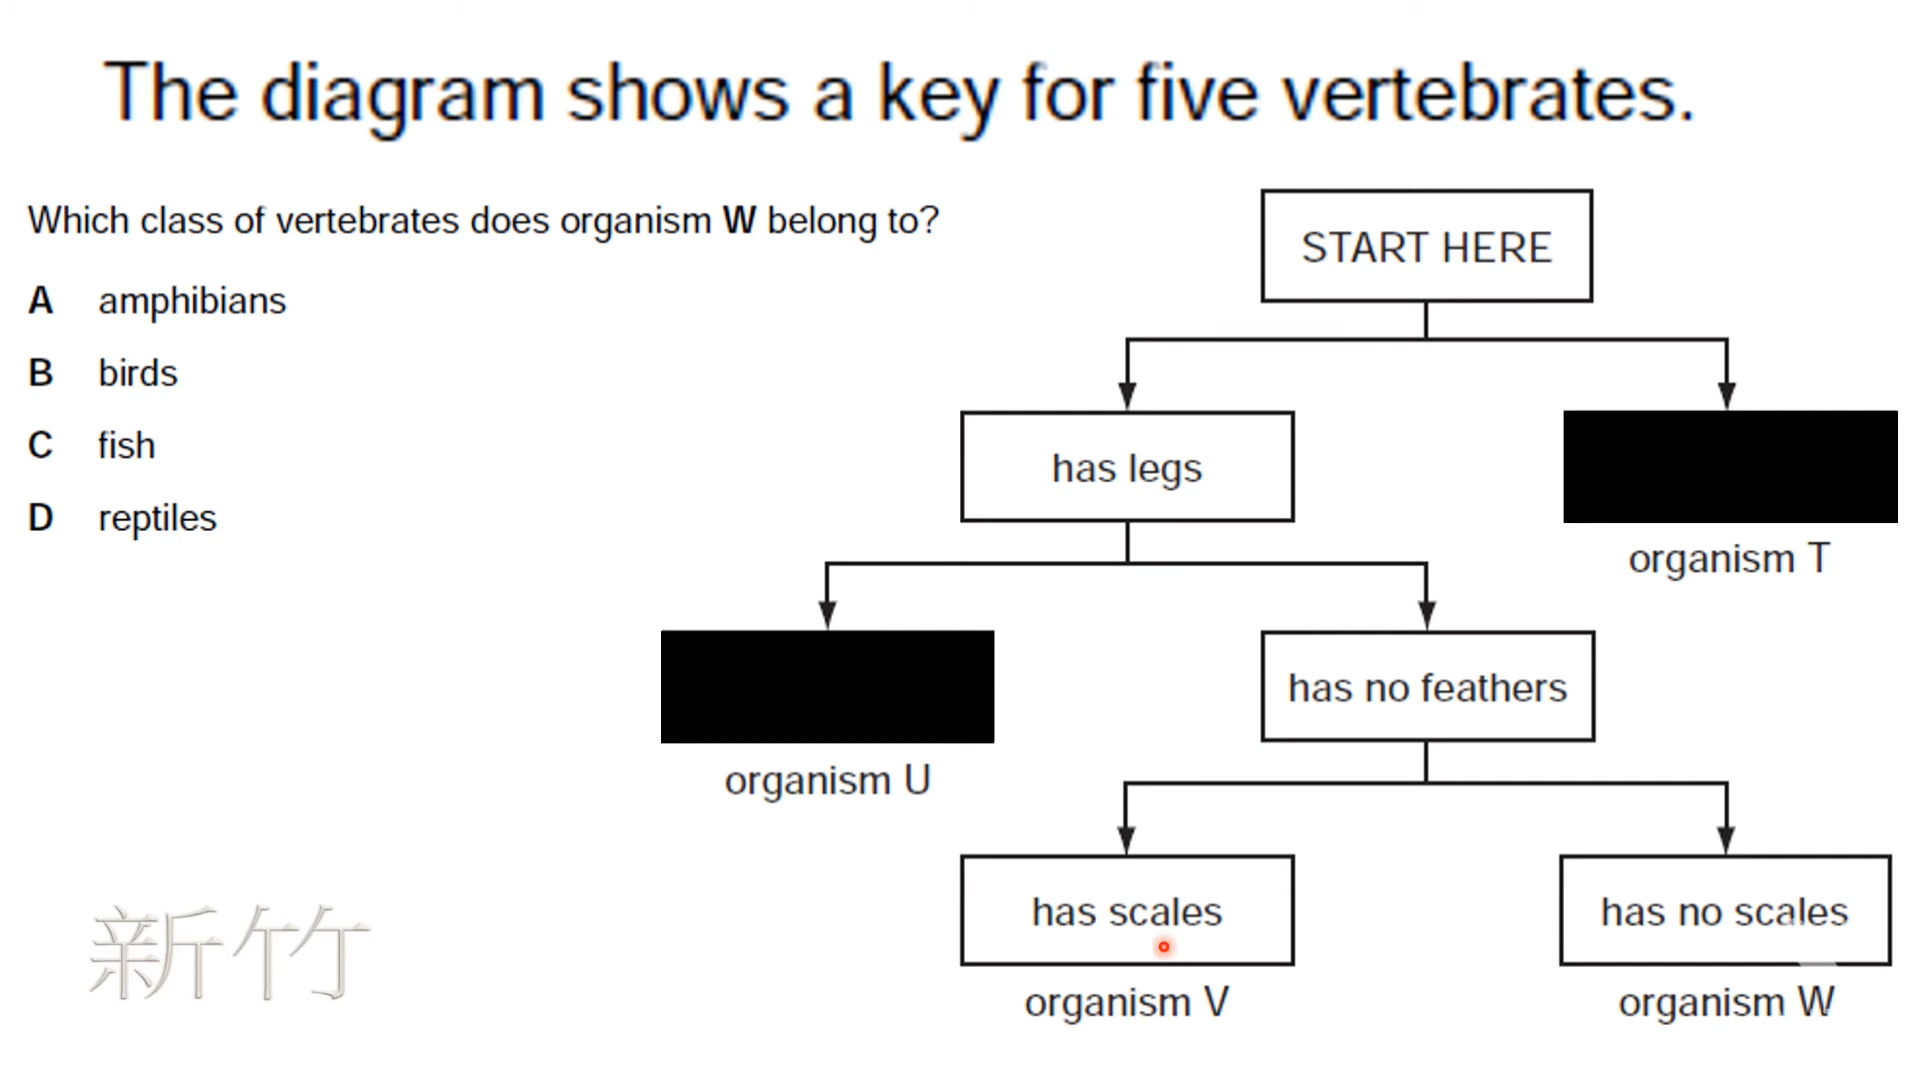 The diagram shows a key for five vertebrates.
Which class of vertebrates does organism W belong to?
A amphibians
B birds
C fish
D reptiles
START HERE
has legs
organism T
has no feathers
organism U
has scales
has no scales
organism V
organism W
新竹